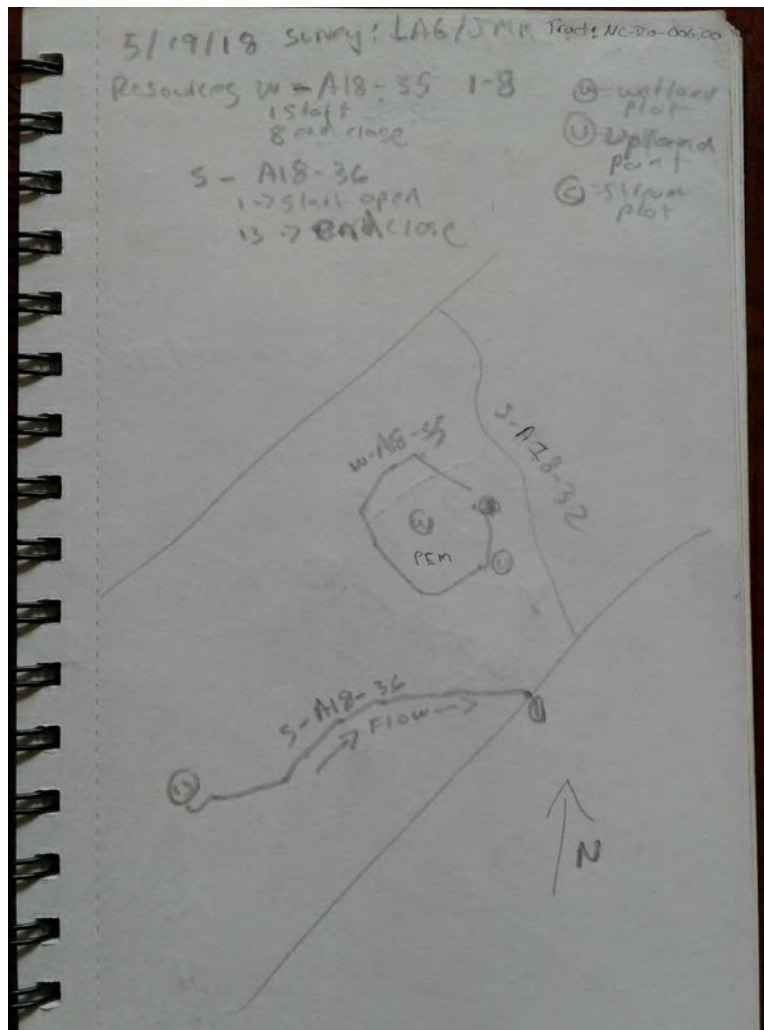 5/19/18 survey: LAG/JMR Tract: NC-Do-006.00
Resources w-A18-35 1-8
1 start
8 end close
W-wetland plot
U-upland point
S-stream plot
S-A18-36
1->start open
13->end close
w-A18-35
S-A18-32
W
PEM
U
S-A18-36
Flow
13
1
N